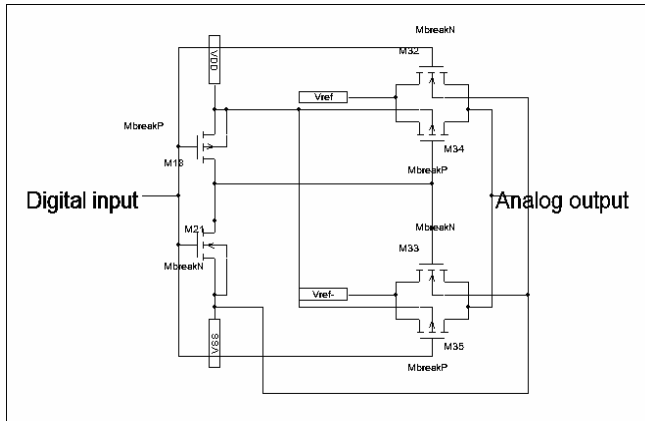 MbreakN
M32
VDD
Vref
MbreakP
M34
M18
MbreakP
Digital input
Analog output
M21
MbreakN
M33
MbreakN
Vref-
VSS
M35
MbreakP